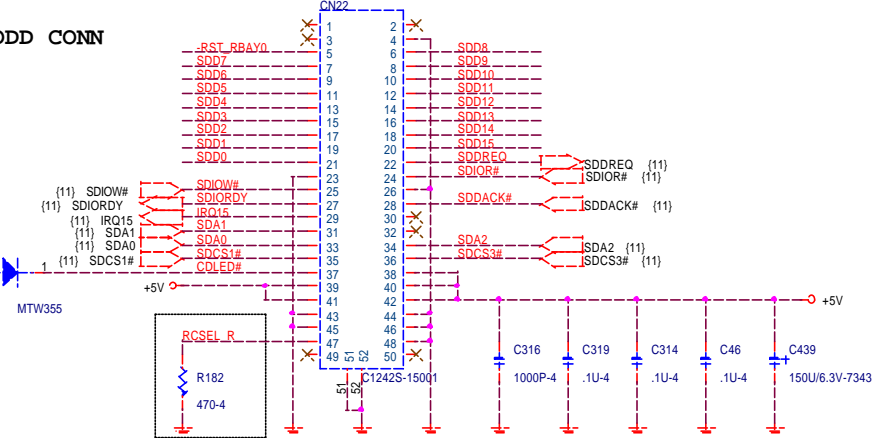 CN22
ODD CONN
1 2
3 4
-RST_RBAY0 5 6 SDD8
SDD7 7 8 SDD9
SDD6 9 10 SDD10
SDD5 11 12 SDD11
SDD4 13 14 SDD12
SDD3 15 16 SDD13
SDD2 17 18 SDD14
SDD1 19 20 SDD15
SDD0 21 22 SDDREQ SDDREQ {11}
23 24 SDIOR# SDIOR# {11}
{11} SDIOW# SDIOW# 25 26
{11} SDIORDY SDIORDY 27 28 SDDACK# SDDACK# {11}
{11} IRQ15 IRQ15 29 30
{11} SDA1 SDA1 31 32
{11} SDA0 SDA0 33 34 SDA2 SDA2 {11}
{11} SDCS1# SDCS1# 35 36 SDCS3# SDCS3# {11}
1 CDLED# 37 38
+5V 39 40
41 42 +5V
MTW355
43 44
45 46
RCSEL_R 47 48
49 51 52 50
C1242S-15001
51 52
R182
470-4
C316 C319 C314 C46 C439
1000P-4 .1U-4 .1U-4 .1U-4 + 150U/6.3V-7343